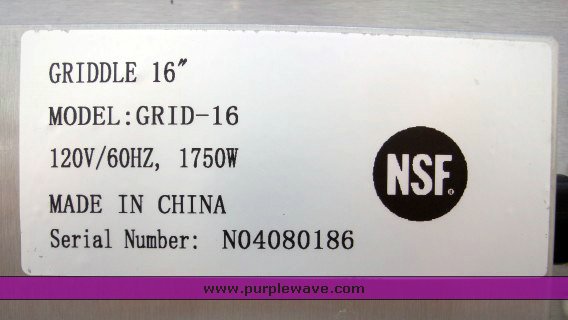 GRIDDLE 16"
MODEL:GRID-16
120V/60HZ, 1750W
MADE IN CHINA
Serial Number: N04080186
NSF®
www.purplewave.com